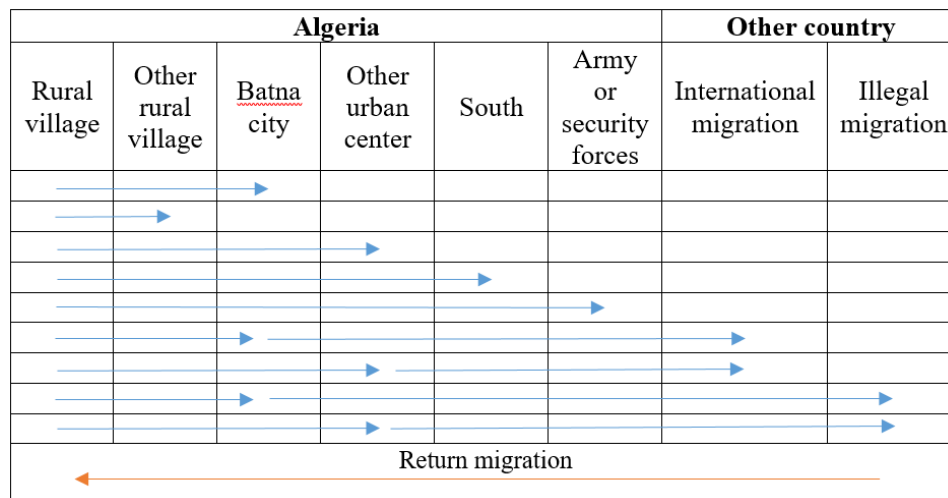 Algeria
Other country
Rural
village
Other
rural
village
Batna
city
Other
urban
center
South
Army
or
security
forces
International
migration
Illegal
migration
Return migration